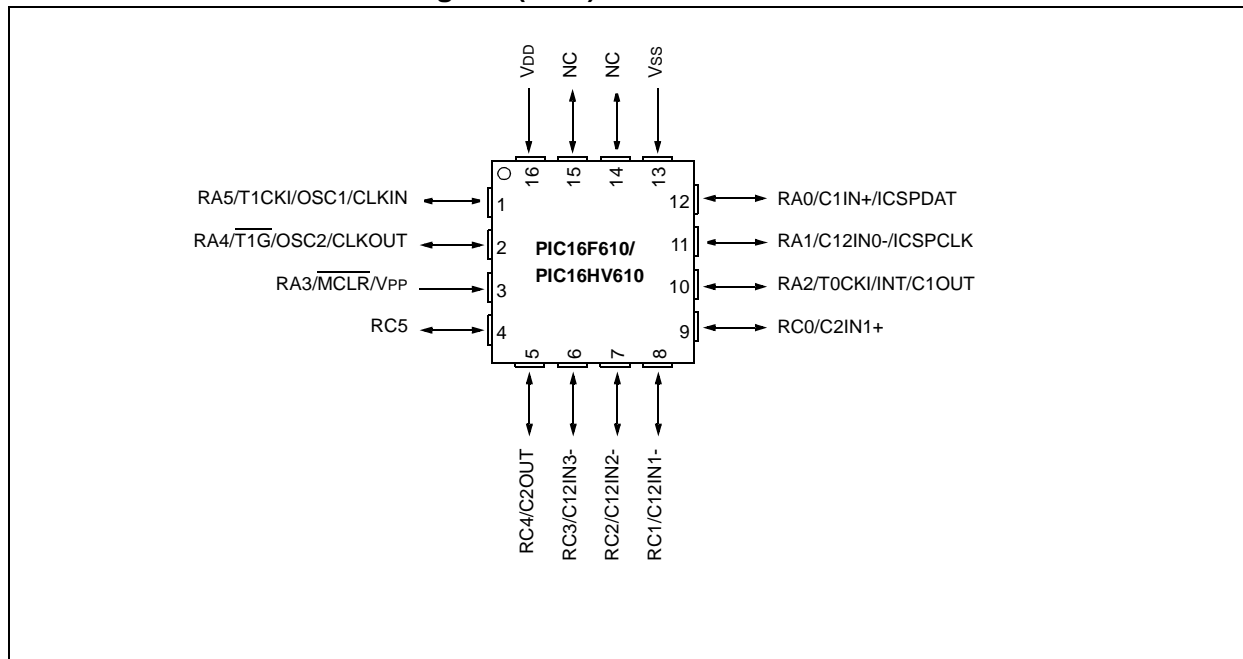 VDD
NC
NC
VSS
16
15
14
13
RA5/T1CKI/OSC1/CLKIN
1
12
RA0/C1IN+/ICSPDAT
RA4/T1G/OSC2/CLKOUT
2
PIC16F610/
PIC16HV610
11
RA1/C12IN0-/ICSPCLK
RA3/MCLR/VPP
3
10
RA2/T0CKI/INT/C1OUT
RC5
4
9
RC0/C2IN1+
5
6
7
8
RC4/C2OUT
RC3/C12IN3-
RC2/C12IN2-
RC1/C12IN1-